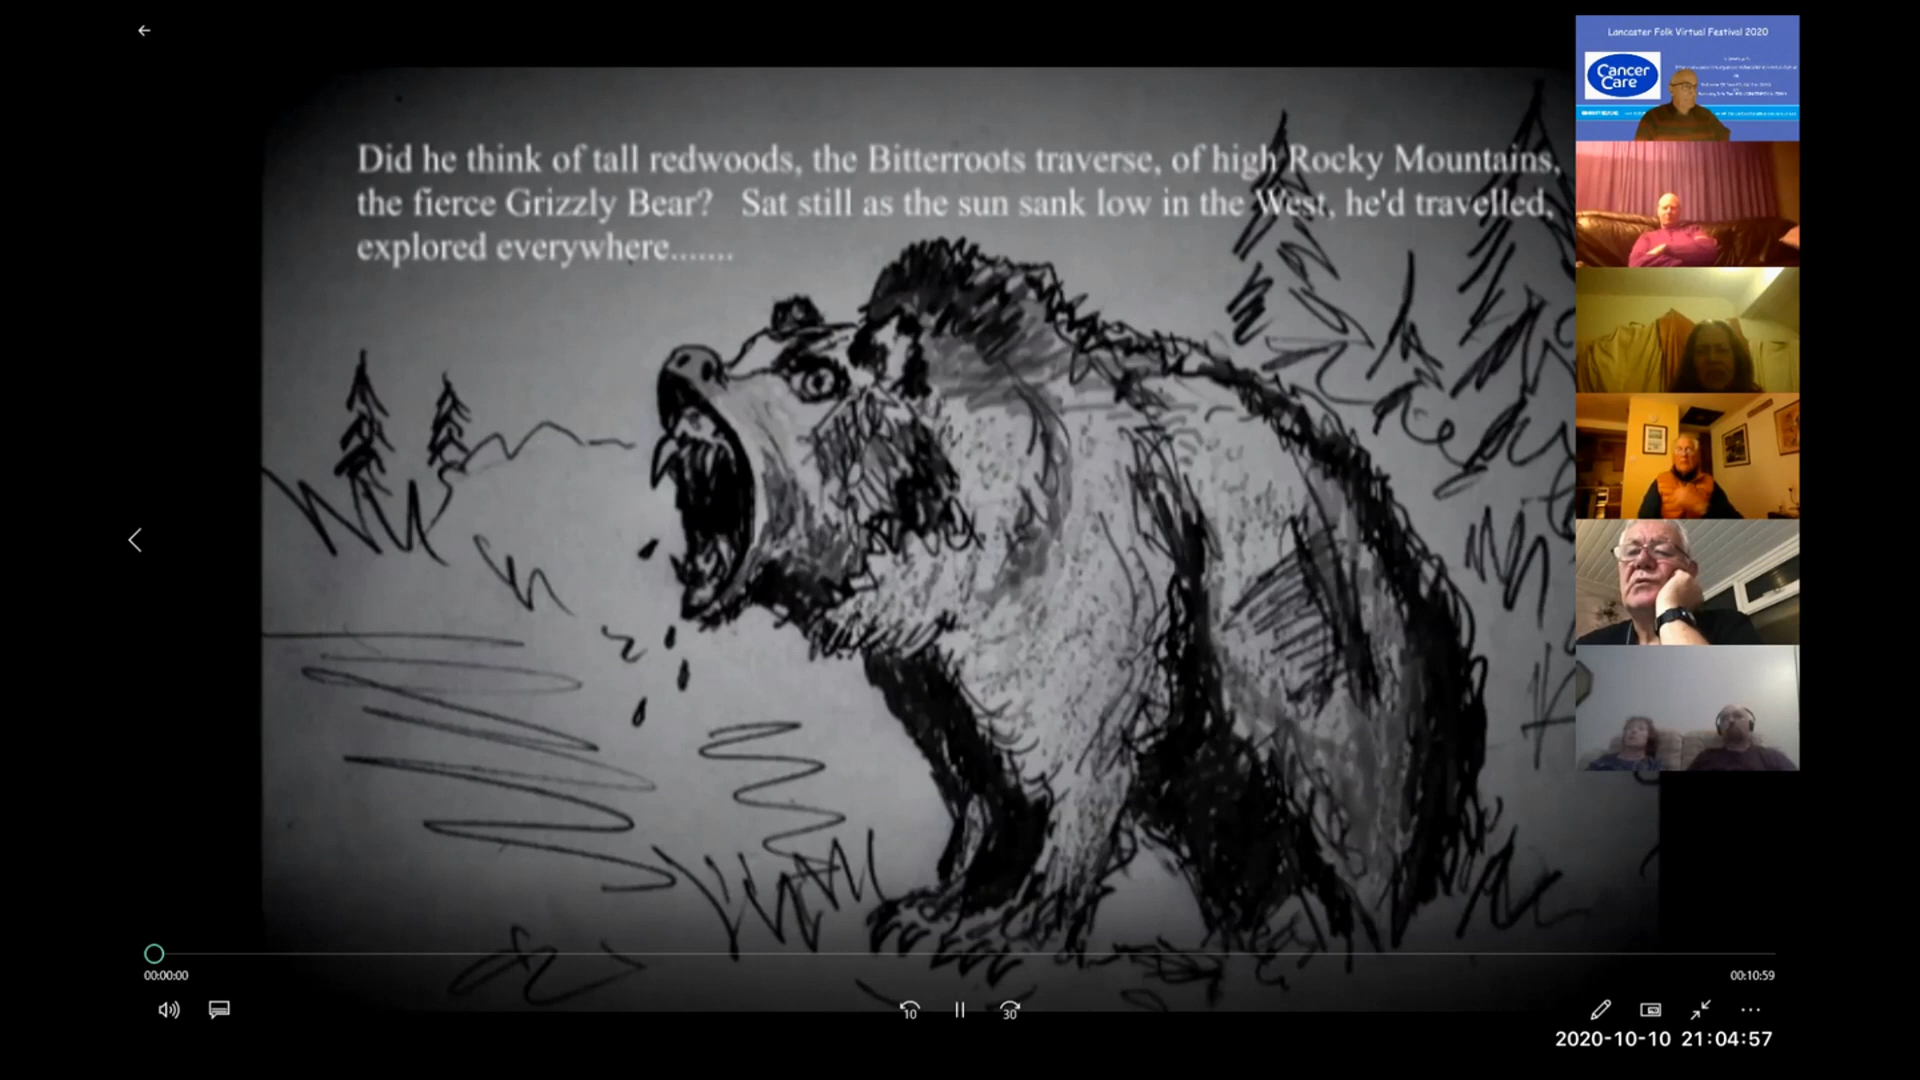 Lancaster Folk Virtual Festival 2020
Cancer
Care
Did he think of tall redwoods, the Bitterroots traverse, of high Rocky Mountains,
the fierce Grizzly Bear? Sat still as the sun sank low in the West, he'd travelled,
explored everywhere.......
00:00:00
00:10:59
10
30
2020-10-10 21:04:57